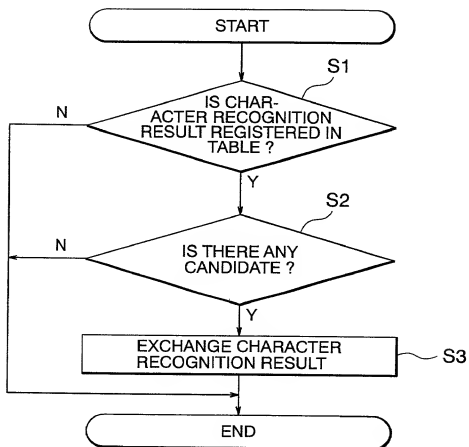 START
S1
IS CHAR-
ACTER RECOGNITION
RESULT REGISTERED IN
TABLE ?
N
Y
S2
IS THERE ANY
CANDIDATE ?
N
Y
EXCHANGE CHARACTER
RECOGNITION RESULT
S3
END